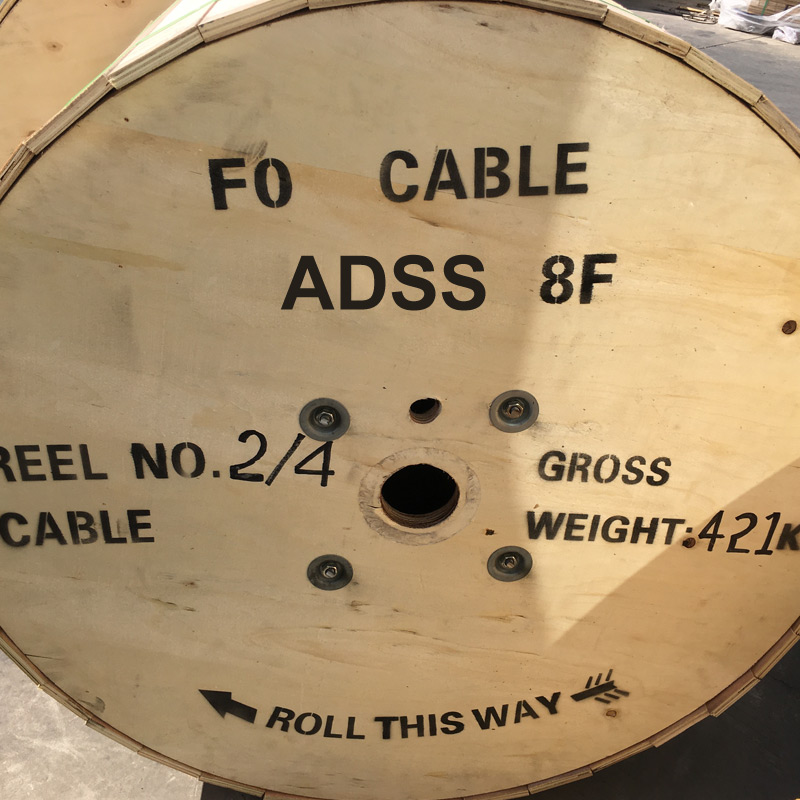 FO CABLE
ADSS 8F
REEL NO.2/4
CABLE
GROSS
WEIGHT:421K
ROLL THIS WAY